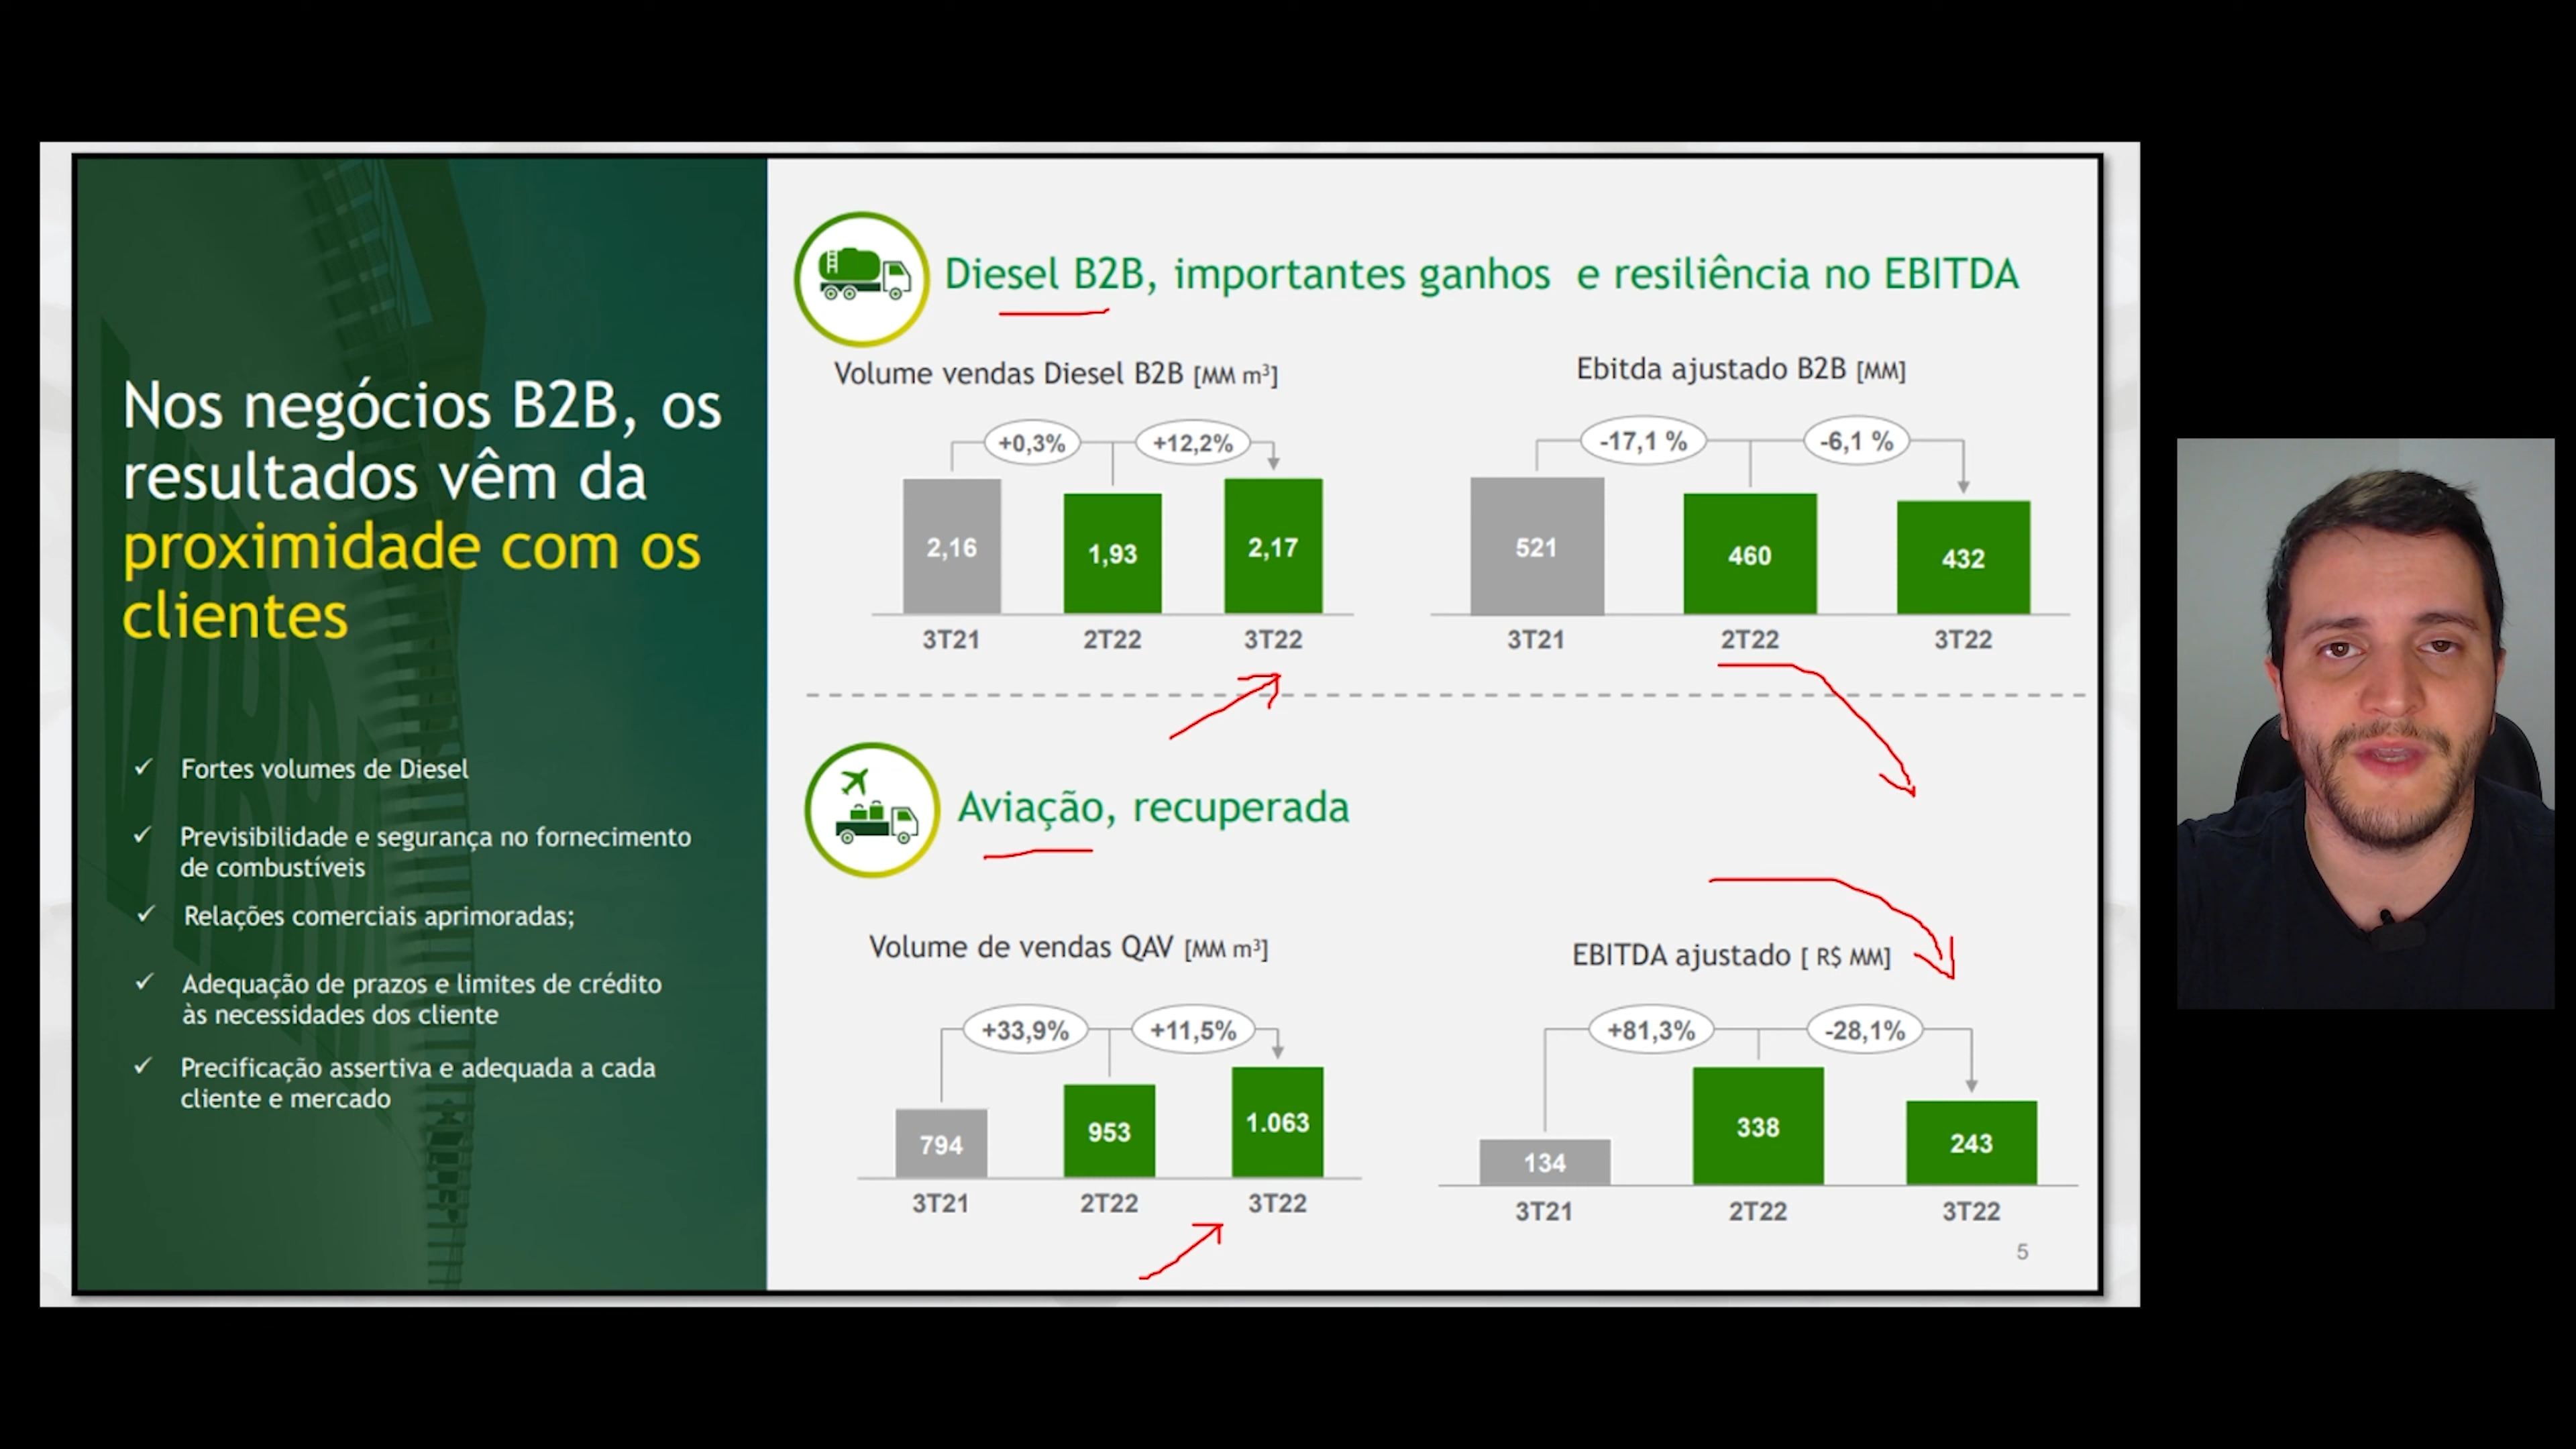 Nos negócios B2B, os
resultados vêm da
proximidade com os
clientes
✓ Fortes volumes de Diesel
✓ Previsibilidade e segurança no fornecimento
de combustíveis
✓ Relações comerciais aprimoradas;
✓ Adequação de prazos e limites de crédito
às necessidades dos cliente
✓ Precificação assertiva e adequada a cada
cliente e mercado
Diesel B2B, importantes ganhos e resiliência no EBITDA
Volume vendas Diesel B2B [MM m³]
+0,3% +12,2%
2,16 1,93 2,17
3T21 2T22 3T22
Ebitda ajustado B2B [MM]
-17,1 % -6,1 %
521 460 432
3T21 2T22 3T22
Aviação, recuperada
Volume de vendas QAV [MM m³]
+33,9% +11,5%
794 953 1.063
3T21 2T22 3T22
EBITDA ajustado [ R$ MM]
+81,3% -28,1%
134 338 243
3T21 2T22 3T22
5